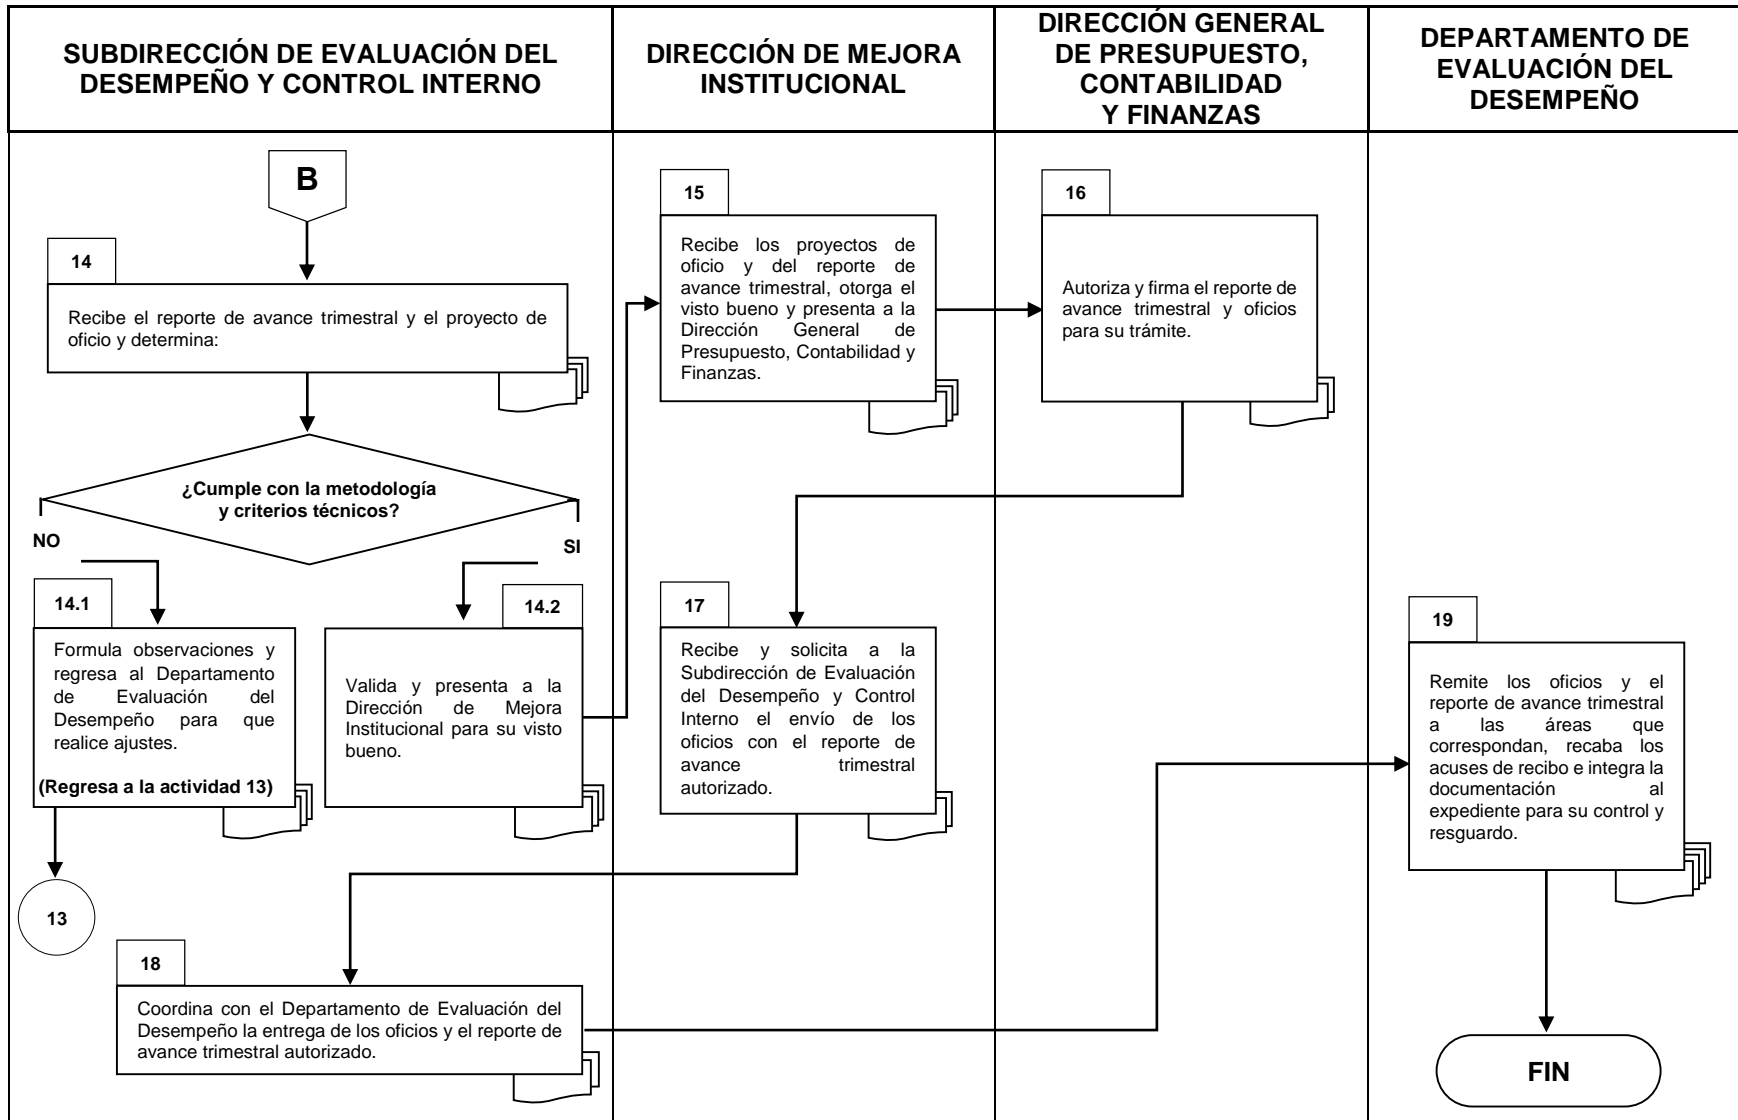 SUBDIRECCIÓN DE EVALUACIÓN DEL
DESEMPEÑO Y CONTROL INTERNO
DIRECCIÓN DE MEJORA
INSTITUCIONAL
DIRECCIÓN GENERAL
DE PRESUPUESTO,
CONTABILIDAD
Y FINANZAS
DEPARTAMENTO DE
EVALUACIÓN DEL
DESEMPEÑO
B
14
Recibe el reporte de avance trimestral y el proyecto de
oficio y determina:
¿Cumple con la metodología
y criterios técnicos?
NO
SI
14.1
Formula observaciones y
regresa al Departamento
de Evaluación del
Desempeño para que
realice ajustes.
(Regresa a la actividad 13)
13
14.2
Valida y presenta a la
Dirección de Mejora
Institucional para su visto
bueno.
15
Recibe los proyectos de
oficio y del reporte de
avance trimestral, otorga el
visto bueno y presenta a la
Dirección General de
Presupuesto, Contabilidad y
Finanzas.
16
Autoriza y firma el reporte de
avance trimestral y oficios
para su trámite.
17
Recibe y solicita a la
Subdirección de Evaluación
del Desempeño y Control
Interno el envío de los
oficios con el reporte de
avance trimestral
autorizado.
18
Coordina con el Departamento de Evaluación del
Desempeño la entrega de los oficios y el reporte de
avance trimestral autorizado.
19
Remite los oficios y el
reporte de avance trimestral
a las áreas que
correspondan, recaba los
acuses de recibo e integra la
documentación al
expediente para su control y
resguardo.
FIN